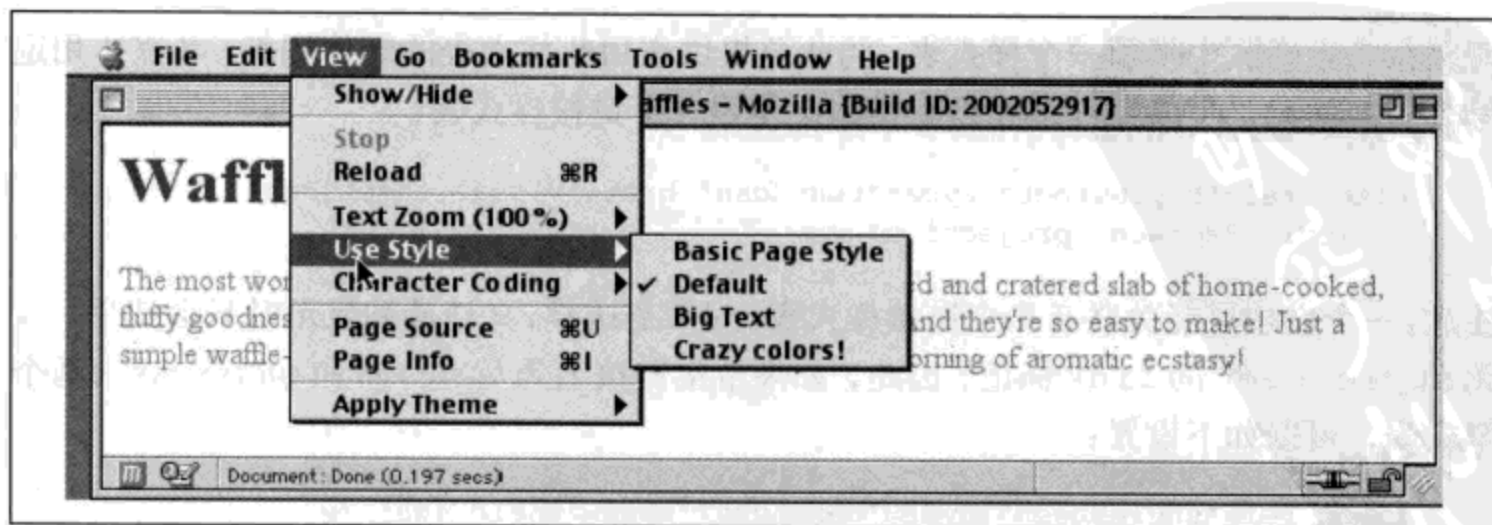 File Edit View Go Bookmarks Tools Window Help
affles - Mozilla {Build ID: 2002052917}
Show/Hide
Stop
Reload ⌘R
Text Zoom (100%)
Use Style
Character Coding
Page Source ⌘U
Page Info ⌘I
Apply Theme
Basic Page Style
✓ Default
Big Text
Crazy colors!
Waffl
The most wor ed and cratered slab of home-cooked,
fluffy goodnes And they're so easy to make! Just a
simple waffle- orning of aromatic ecstasy!
Document: Done (0.197 secs)